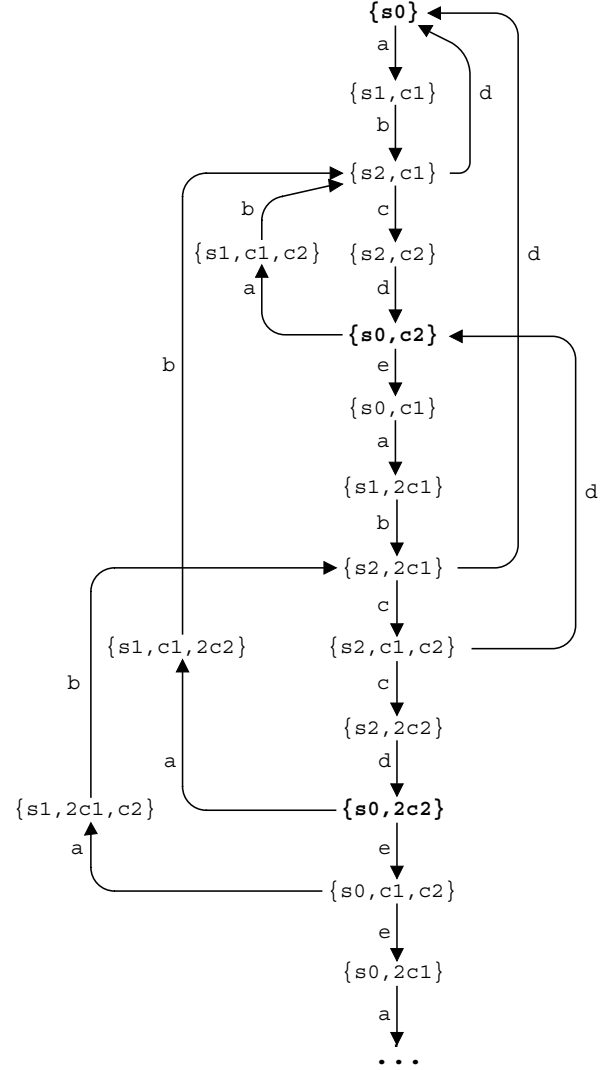 {s0}
a
{s1,c1}
d
b
{s2,c1}
b
c
{s1,c1,c2}
{s2,c2}
d
a
d
{s0,c2}
b
e
{s0,c1}
a
{s1,2c1}
d
b
{s2,2c1}
c
{s1,c1,2c2}
{s2,c1,c2}
b
c
{s2,2c2}
a
d
{s1,2c1,c2}
{s0,2c2}
a
e
{s0,c1,c2}
e
{s0,2c1}
a
...